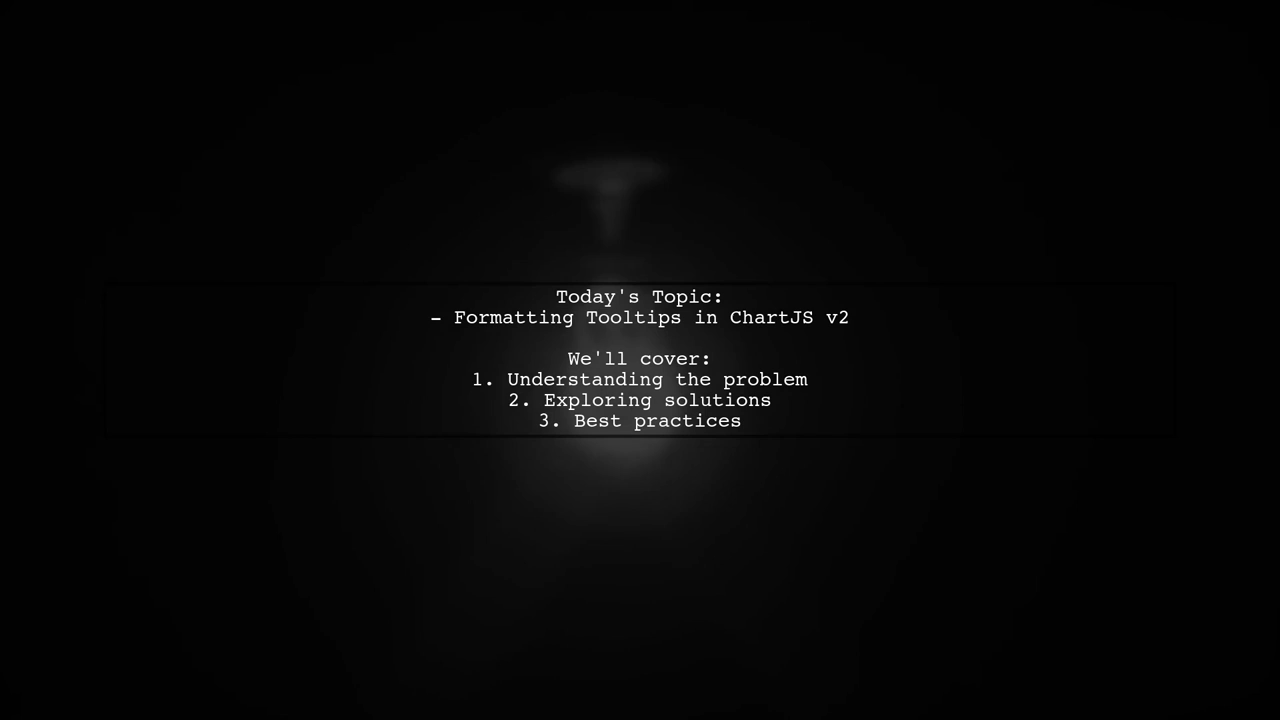 Today's Topic:
– Formatting Tooltips in ChartJS v2
We'll cover:
1. Understanding the problem
2. Exploring solutions
3. Best practices